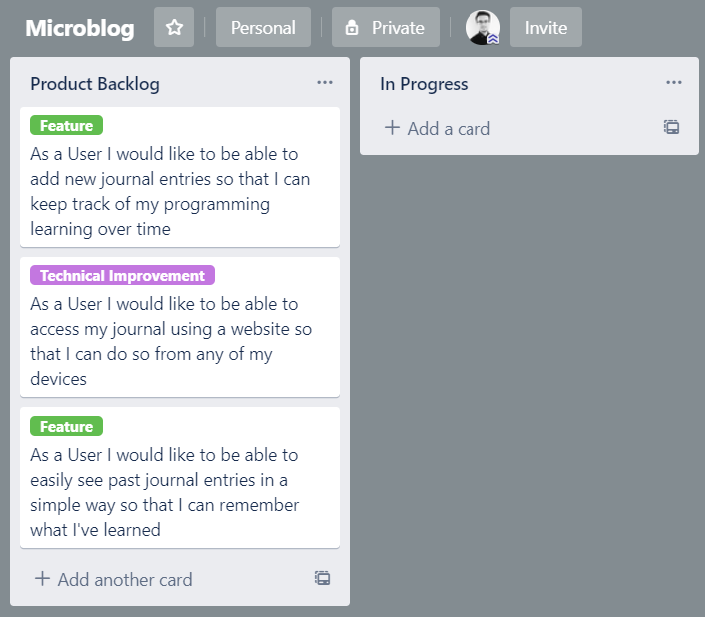 Microblog Personal Private Invite
Product Backlog
Feature
As a User I would like to be able to
add new journal entries so that I can
keep track of my programming
learning over time
Technical Improvement
As a User I would like to be able to
access my journal using a website so
that I can do so from any of my
devices
Feature
As a User I would like to be able to
easily see past journal entries in a
simple way so that I can remember
what I've learned
+ Add another card
In Progress
+ Add a card